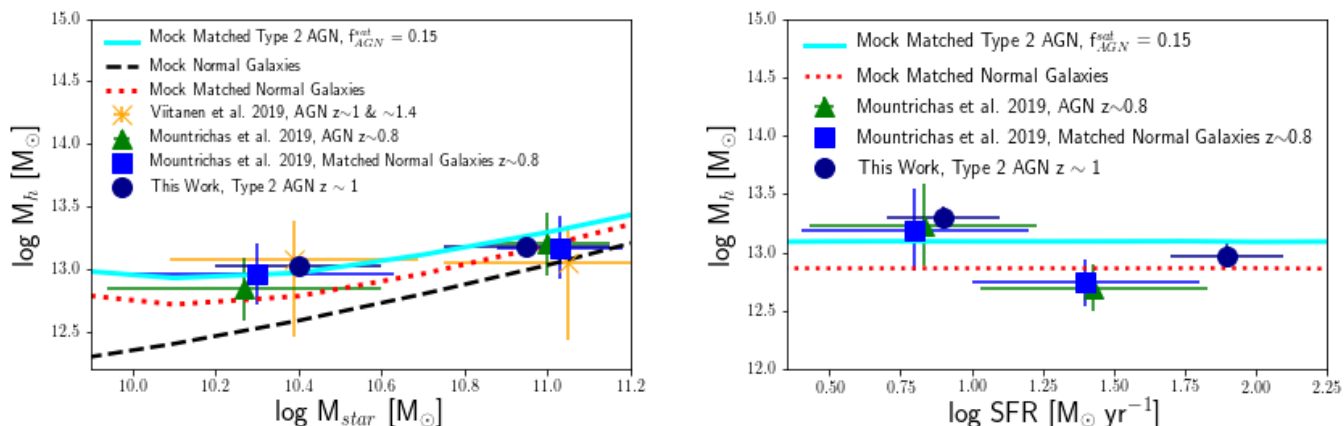 15.0
14.5
14.0
13.5
13.0
12.5
log M_h [M_⊙]
Mock Matched Type 2 AGN, f^{sat}_{AGN} = 0.15
Mock Normal Galaxies
Mock Matched Normal Galaxies
Viitanen et al. 2019, AGN z~1 & ~1.4
Mountrichas et al. 2019, AGN z~0.8
Mountrichas et al. 2019, Matched Normal Galaxies z~0.8
This Work, Type 2 AGN z ∼ 1
10.0 10.2 10.4 10.6 10.8 11.0 11.2
log M_{star} [M_⊙]
15.0
14.5
14.0
13.5
13.0
12.5
12.0
log M_h [M_⊙]
Mock Matched Type 2 AGN, f^{sat}_{AGN} = 0.15
Mock Matched Normal Galaxies
Mountrichas et al. 2019, AGN z~0.8
Mountrichas et al. 2019, Matched Normal Galaxies z~0.8
This Work, Type 2 AGN z ∼ 1
0.50 0.75 1.00 1.25 1.50 1.75 2.00 2.25
log SFR [M_⊙ yr^{−1}]